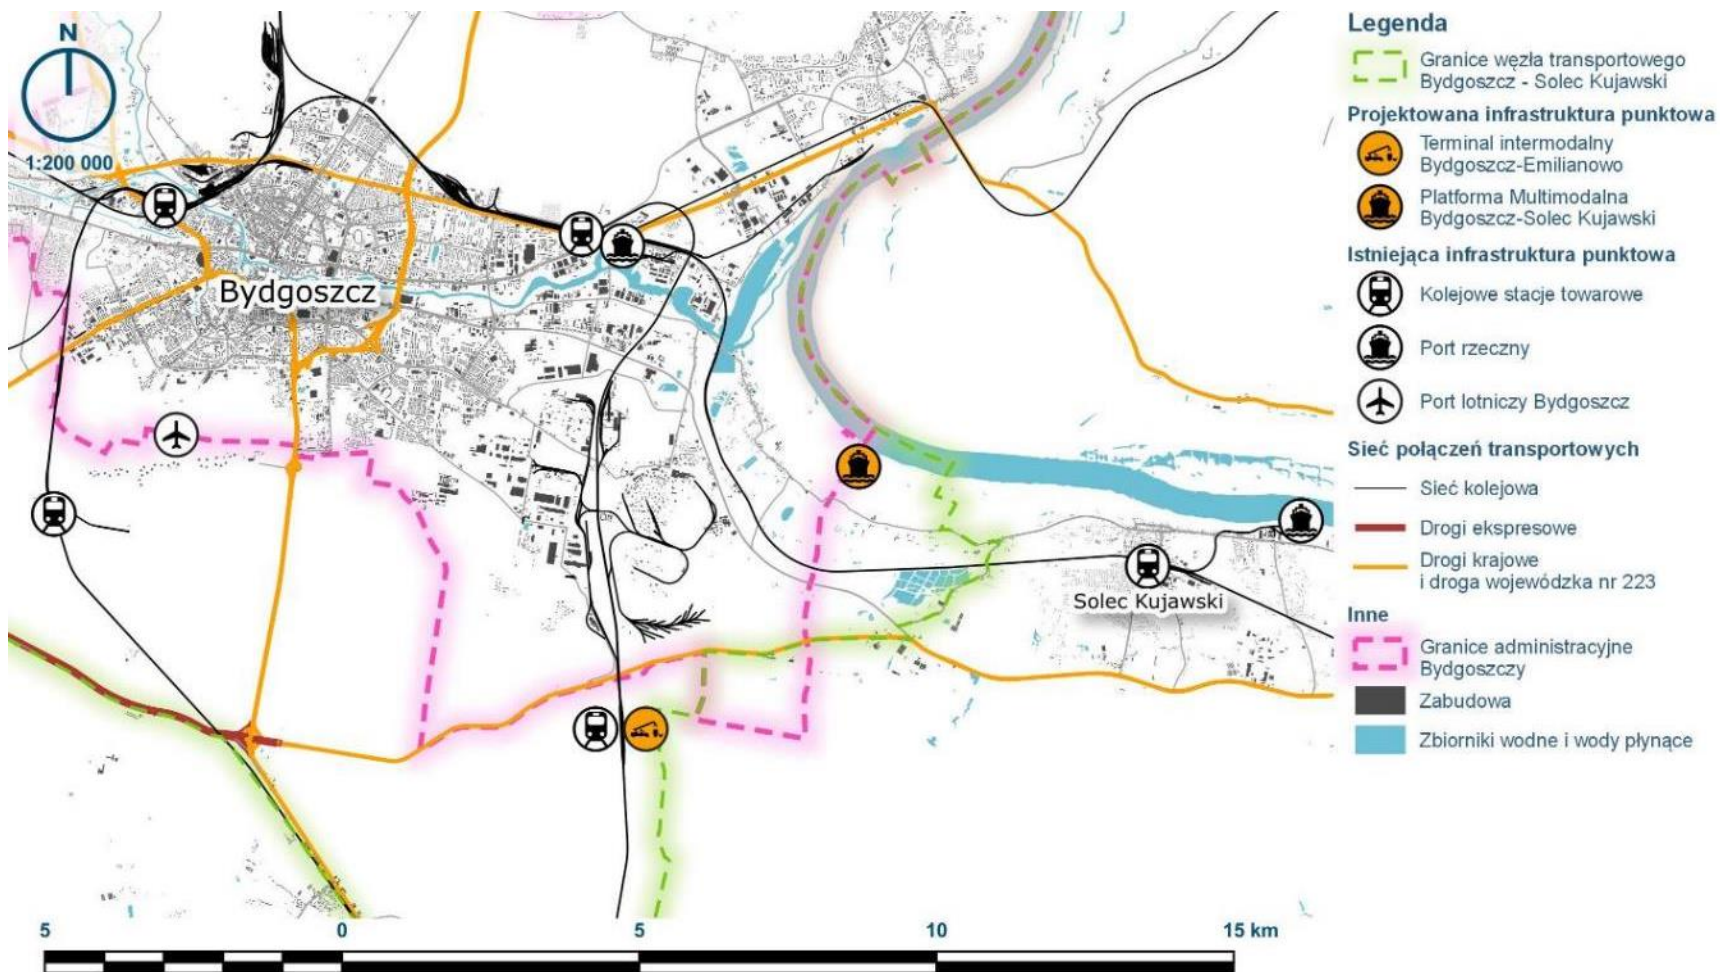 N
1:200 000
Bydgoszcz
Solec Kujawski
5 0 5 10 15 km
Legenda
Granice węzła transportowego
Bydgoszcz - Solec Kujawski
Projektowana infrastruktura punktowa
Terminal intermodalny
Bydgoszcz-Emilianowo
Platforma Multimodalna
Bydgoszcz-Solec Kujawski
Istniejąca infrastruktura punktowa
Kolejowe stacje towarowe
Port rzeczny
Port lotniczy Bydgoszcz
Sieć połączeń transportowych
Sieć kolejowa
Drogi ekspresowe
Drogi krajowe
i droga wojewódzka nr 223
Inne
Granice administracyjne
Bydgoszczy
Zabudowa
Zbiorniki wodne i wody płynące